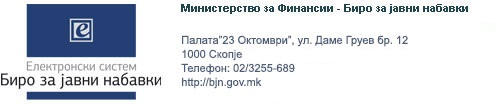 Министерство за Финансии - Биро за јавни набавки
Палата"23 Октомври", ул. Даме Груев бр. 12
1000 Скопје
Телефон: 02/3255-689
http://bjn.gov.mk
e
Електронски систем
Биро за јавни набавки